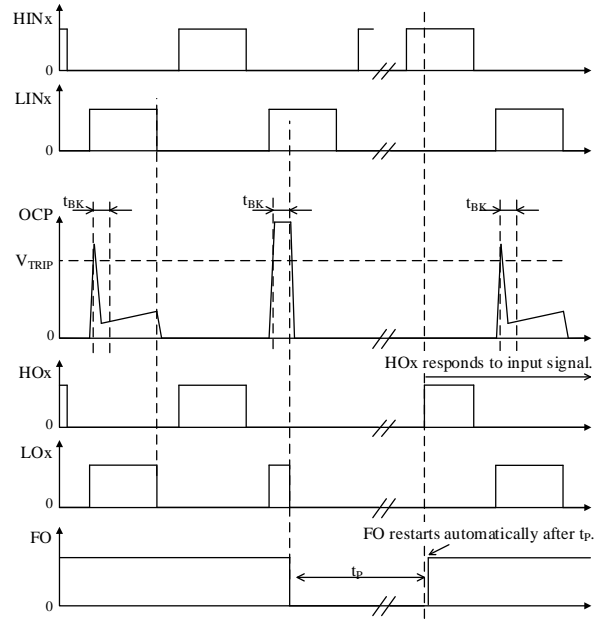 HINx
0
LINx
0
tBK
tBK
tBK
OCP
VTRIP
0
HOx responds to input signal.
HOx
0
LOx
0
FO restarts automatically after tP.
FO
tP
0